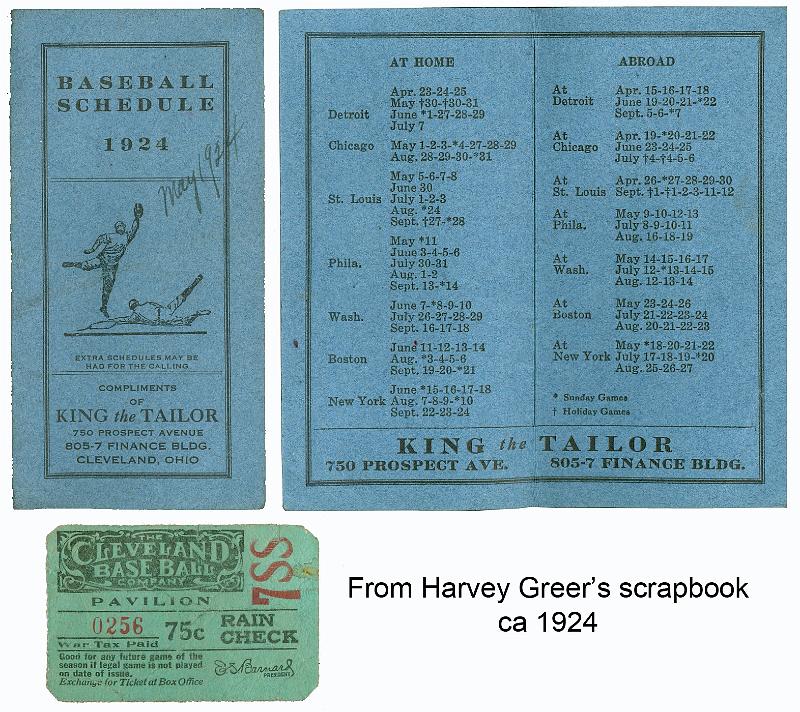 BASEBALL
SCHEDULE
1924
May 1924
EXTRA SCHEDULES MAY BE
HAD FOR THE CALLING
COMPLIMENTS
OF
KING the TAILOR
750 PROSPECT AVENUE
805-7 FINANCE BLDG.
CLEVELAND, OHIO
AT HOME
Detroit
Apr. 23-24-25
May †30-†30-31
June *1-27-28-29
July 7
Chicago
May 1-2-3-*4-27-28-29
Aug. 28-29-30-*31
St. Louis
May 5-6-7-8
June 30
July 1-2-3
Aug. *24
Sept. †27-*28
Phila.
May *11
June 3-4-5-6
July 30-31
Aug. 1-2
Sept. 13-*14
Wash.
June 7-*8-9-10
July 26-27-28-29
Sept. 16-17-18
Boston
June 11-12-13-14
Aug. *3-4-5-6
Sept. 19-20-*21
New York
June *15-16-17-18
Aug. 7-8-9-*10
Sept. 22-23-24
ABROAD
At
Detroit
Apr. 15-16-17-18
June 19-20-21-*22
Sept. 5-6-*7
At
Chicago
Apr. 19-*20-21-22
June 23-24-25
July †4-†4-5-6
At
St. Louis
Apr. 26-*27-28-29-30
Sept. †1-†1-2-3-11-12
At
Phila.
May 9-10-12-13
July 8-9-10-11
Aug. 16-18-19
At
Wash.
May 14-15-16-17
July 12-*13-14-15
Aug. 12-13-14
At
Boston
May 23-24-26
July 21-22-23-24
Aug. 20-21-22-23
At
New York
May *18-20-21-22
July 17-18-19-*20
Aug. 25-26-27
* Sunday Games
† Holiday Games
KING the TAILOR
750 PROSPECT AVE. 805-7 FINANCE BLDG.
THE
CLEVELAND
BASE BALL
COMPANY
7SS
PAVILION
0256 75c RAIN
CHECK
War Tax Paid
Good for any future game of the
season if legal game is not played
on date of issue.
Exchange for Ticket at Box Office
E. S. Barnard
PRESIDENT
From Harvey Greer's scrapbook
ca 1924